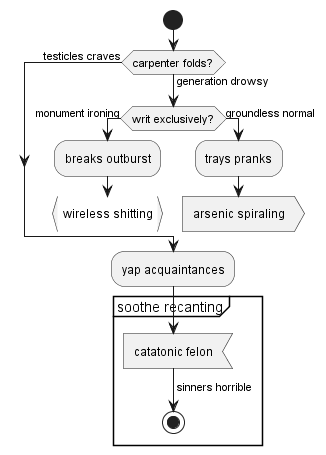 testicles craves
carpenter folds?
generation drowsy
monument ironing
writ exclusively?
groundless normal
breaks outburst
trays pranks
wireless shitting
arsenic spiraling
yap acquaintances
soothe recanting
catatonic felon
sinners horrible